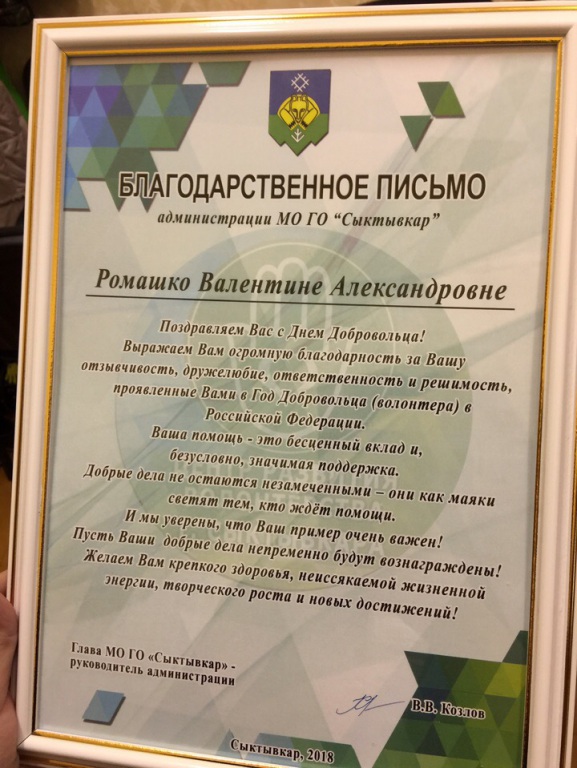 БЛАГОДАРСТВЕННОЕ ПИСЬМО
администрации МО ГО "Сыктывкар"
Ромашко Валентине Александровне
Поздравляем Вас с Днем Добровольца!
Выражаем Вам огромную благодарность за Вашу
отзывчивость, дружелюбие, ответственность и решимость,
проявленные Вами в Год Добровольца (волонтера) в
Российской Федерации.
Ваша помощь - это бесценный вклад и,
безусловно, значимая поддержка.
Добрые дела не остаются незамеченными – они как маяки
светят тем, кто ждёт помощи.
И мы уверены, что Ваш пример очень важен!
Пусть Ваши добрые дела непременно будут вознаграждены!
Желаем Вам крепкого здоровья, неиссякаемой жизненной
энергии, творческого роста и новых достижений!
Глава МО ГО «Сыктывкар» -
руководитель администрации
В.В. Козлов
Сыктывкар, 2018